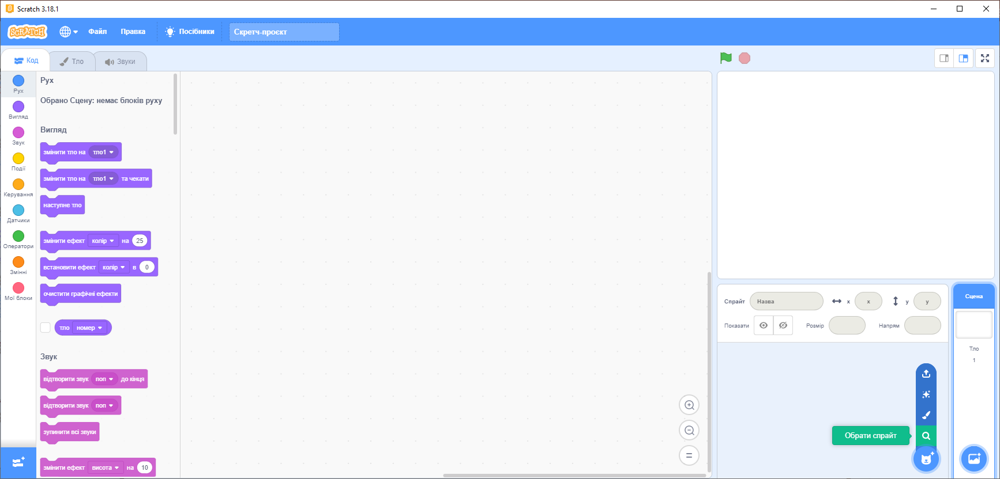 Scratch 3.18.1
SCRATCH
Файл
Правка
Посібники
Скретч-проєкт
Код
Тло
Звуки
Рух
Вигляд
Звук
Події
Керування
Датчики
Оператори
Змінні
Мої блоки
Рух
Обрано Сцену: немає блоків руху
Вигляд
змінити тло на тло1
змінити тло на тло1 та чекати
наступне тло
змінити ефект колір на 25
встановити ефект колір в 0
очистити графічні ефекти
тло номер
Звук
відтворити звук поп до кінця
відтворити звук поп
зупинити всі звуки
змінити ефект висота на 10
Спрайт Назва x x y y
Показати Розмір Напрям
Обрати спрайт
Сцена
Тло
1